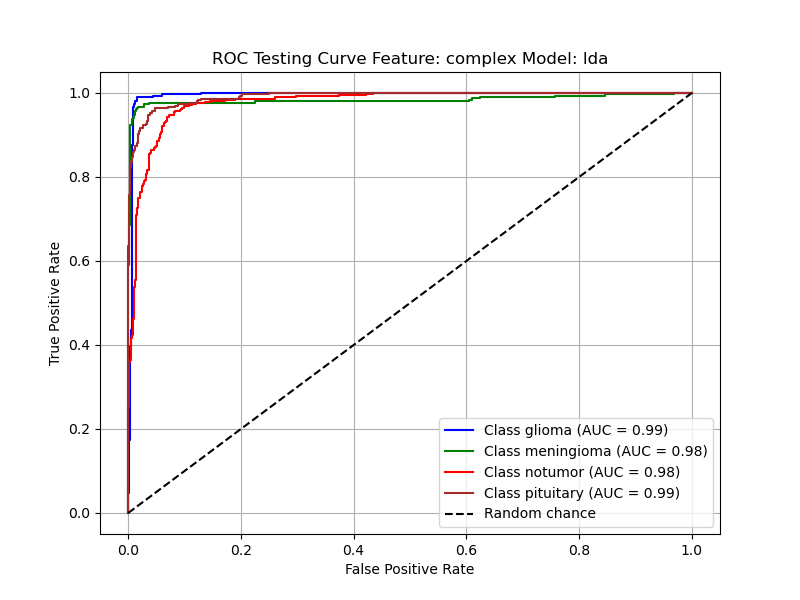 ROC Testing Curve Feature: complex Model: lda
True Positive Rate
1.0
0.8
0.6
0.4
0.2
0.0
Class glioma (AUC = 0.99)
Class meningioma (AUC = 0.98)
Class notumor (AUC = 0.98)
Class pituitary (AUC = 0.99)
Random chance
0.0 0.2 0.4 0.6 0.8 1.0
False Positive Rate